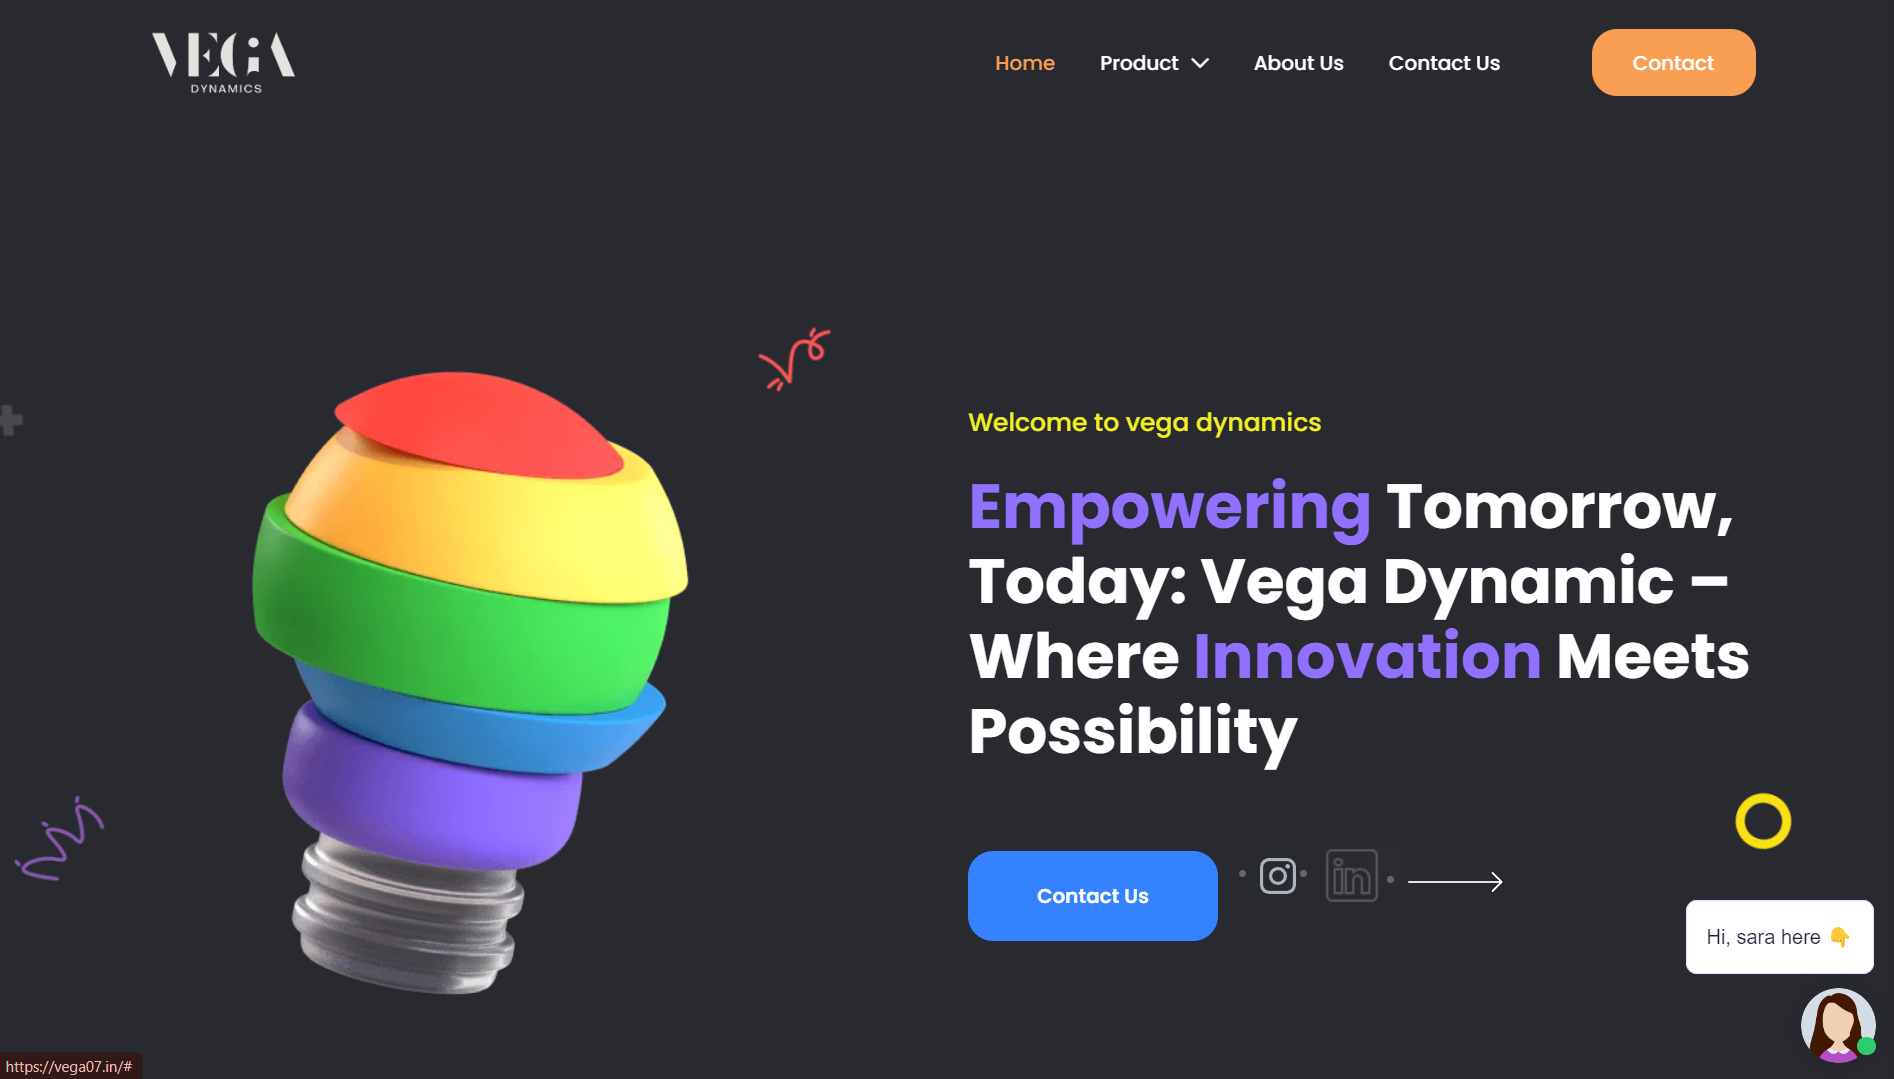 VEGA
DYNAMICS
Home
Product
About Us
Contact Us
Contact
Welcome to vega dynamics
Empowering Tomorrow,
Today: Vega Dynamic –
Where Innovation Meets
Possibility
Contact Us
in
Hi, sara here 👇
https://vega07.in/#